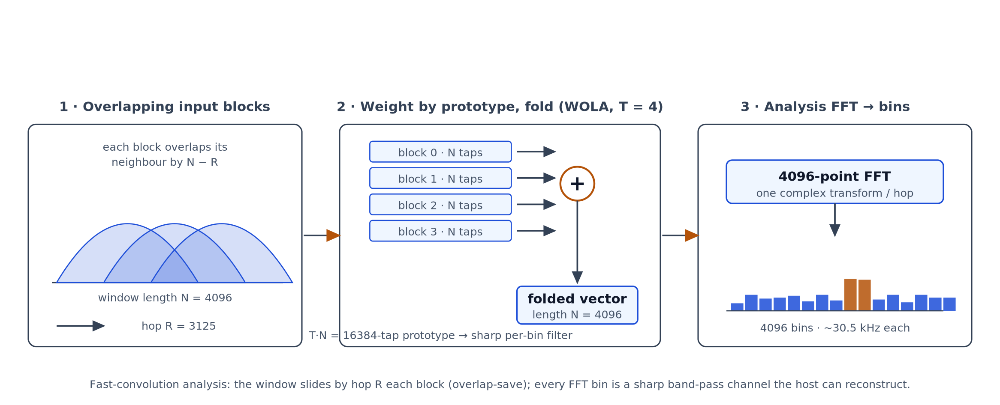 1 · Overlapping input blocks
each block overlaps its
neighbour by N − R
window length N = 4096
hop R = 3125
2 · Weight by prototype, fold (WOLA, T = 4)
block 0 · N taps
block 1 · N taps
block 2 · N taps
block 3 · N taps
+
folded vector
length N = 4096
T·N = 16384-tap prototype → sharp per-bin filter
3 · Analysis FFT → bins
4096-point FFT
one complex transform / hop
4096 bins · ~30.5 kHz each
Fast-convolution analysis: the window slides by hop R each block (overlap-save); every FFT bin is a sharp band-pass channel the host can reconstruct.